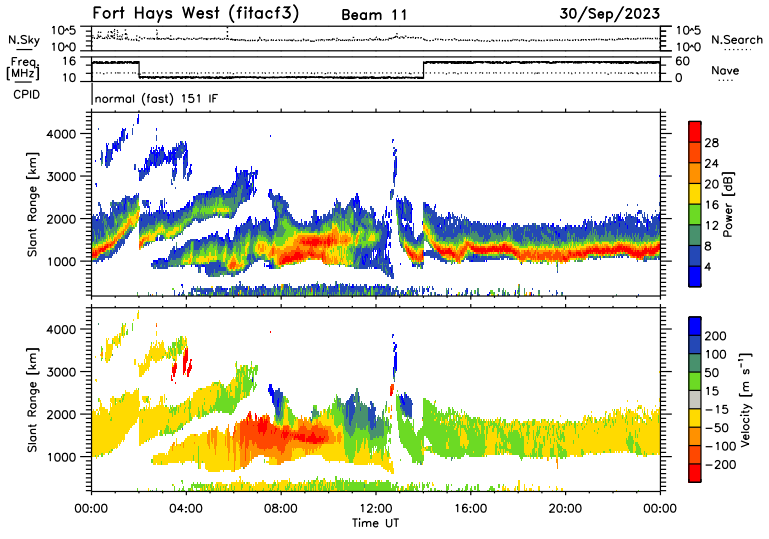 Fort Hays West (fitacf3) Beam 11 30/Sep/2023
N.Sky 10^5 10^0 10^5 10^0 N.Search
Freq. [MHz] 16 10 60 0 Nave
CPID normal (fast) 151 IF
Slant Range [km] 4000 3000 2000 1000
28 24 20 16 12 8 4 Power [dB]
Slant Range [km] 4000 3000 2000 1000
200 100 50 15 -15 -50 -100 -200 Velocity [m s⁻¹]
00:00 04:00 08:00 12:00 16:00 20:00 00:00
Time UT